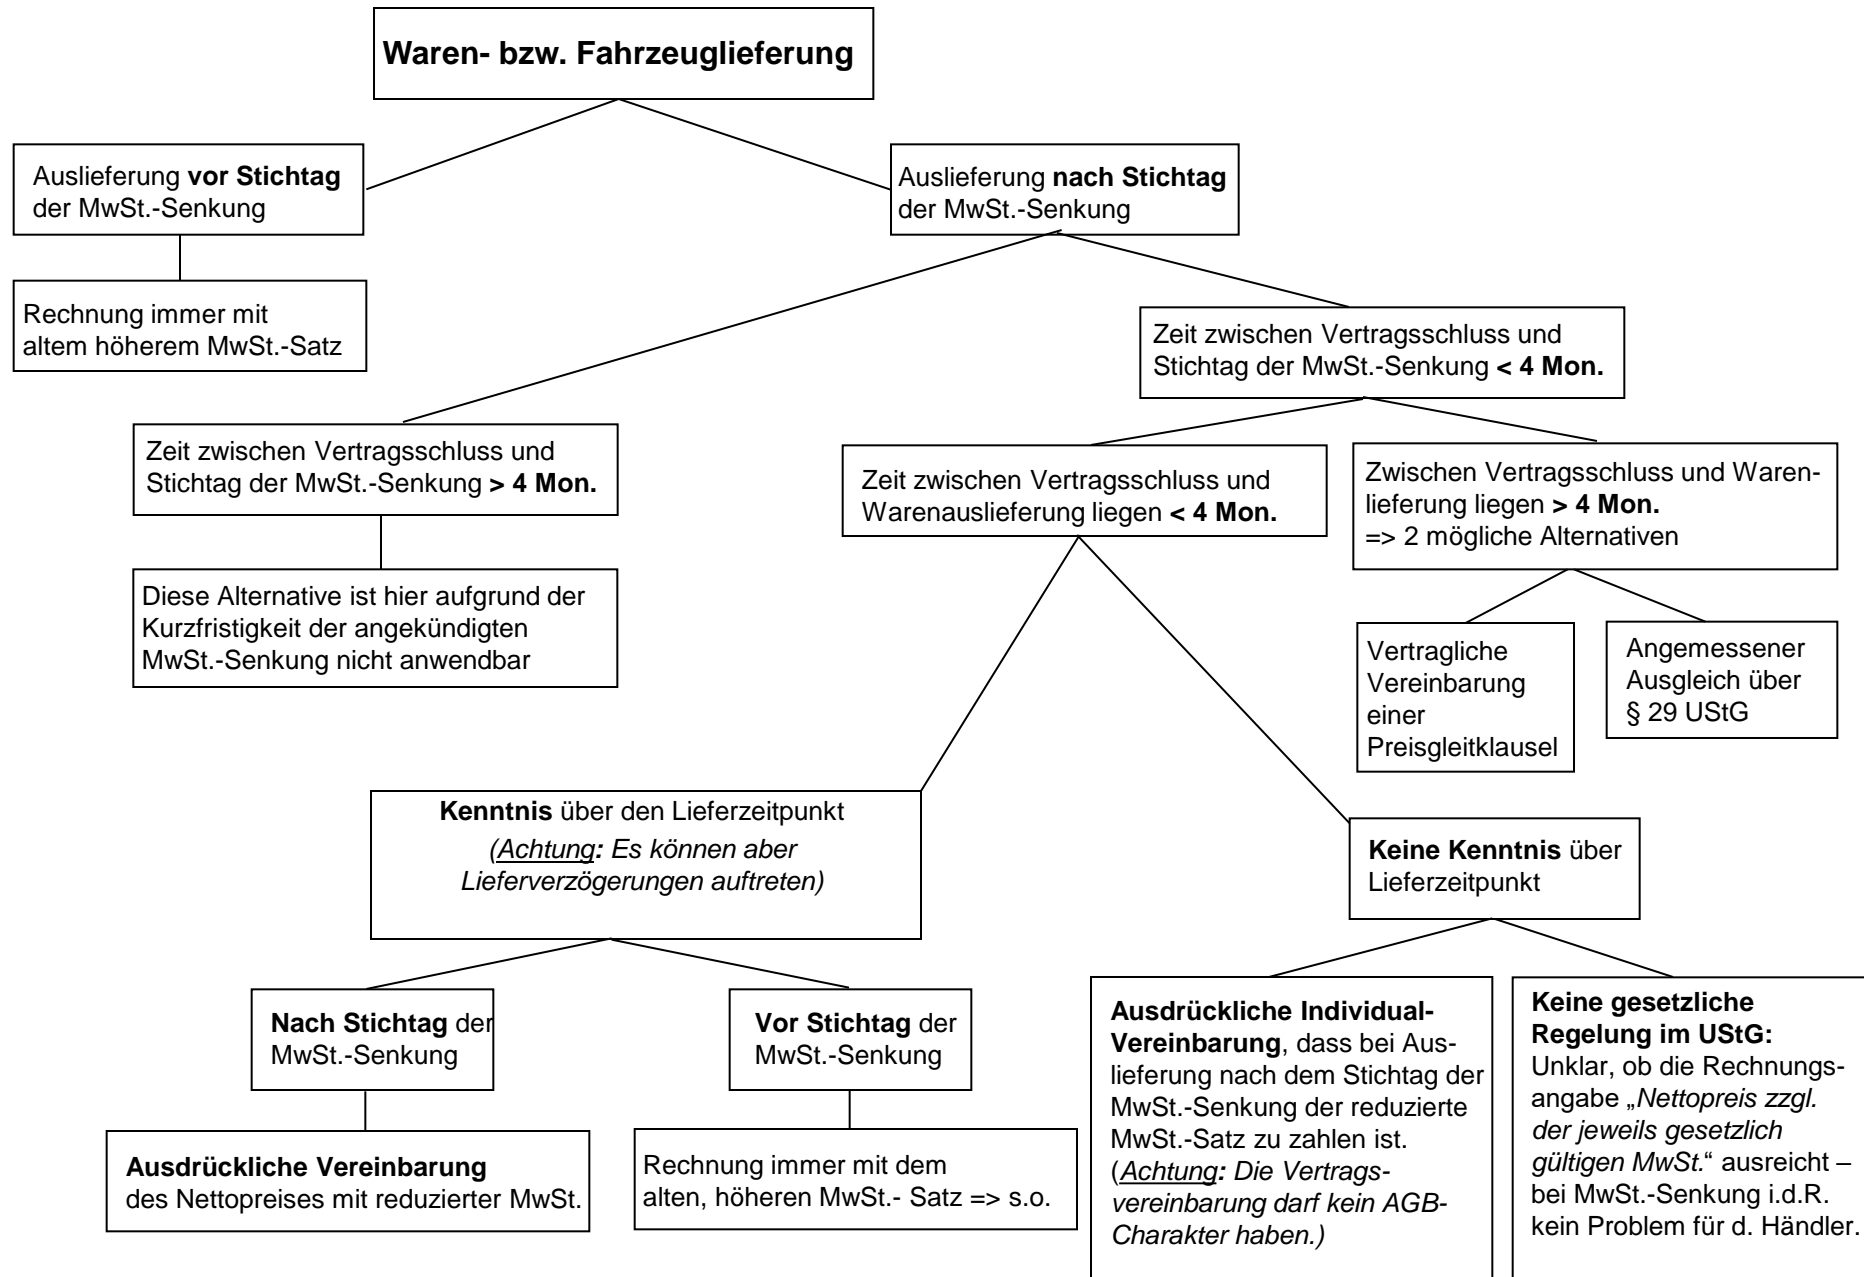 Waren- bzw. Fahrzeuglieferung
Auslieferung vor Stichtag
der MwSt.-Senkung
Auslieferung nach Stichtag
der MwSt.-Senkung
Rechnung immer mit
altem höherem MwSt.-Satz
Zeit zwischen Vertragsschluss und
Stichtag der MwSt.-Senkung < 4 Mon.
Zeit zwischen Vertragsschluss und
Stichtag der MwSt.-Senkung > 4 Mon.
Zeit zwischen Vertragsschluss und
Warenauslieferung liegen < 4 Mon.
Zwischen Vertragsschluss und Waren-
lieferung liegen > 4 Mon.
=> 2 mögliche Alternativen
Diese Alternative ist hier aufgrund der
Kurzfristigkeit der angekündigten
MwSt.-Senkung nicht anwendbar
Vertragliche
Vereinbarung
einer
Preisgleitklausel
Angemessener
Ausgleich über
§ 29 UStG
Kenntnis über den Lieferzeitpunkt
(Achtung: Es können aber
Lieferverzögerungen auftreten)
Keine Kenntnis über
Lieferzeitpunkt
Nach Stichtag der
MwSt.-Senkung
Vor Stichtag der
MwSt.-Senkung
Ausdrückliche Vereinbarung
des Nettopreises mit reduzierter MwSt.
Rechnung immer mit dem
alten, höheren MwSt.- Satz => s.o.
Ausdrückliche Individual-
Vereinbarung, dass bei Aus-
lieferung nach dem Stichtag der
MwSt.-Senkung der reduzierte
MwSt.-Satz zu zahlen ist.
(Achtung: Die Vertrags-
vereinbarung darf kein AGB-
Charakter haben.)
Keine gesetzliche
Regelung im UStG:
Unklar, ob die Rechnungs-
angabe „Nettopreis zzgl.
der jeweils gesetzlich
gültigen MwSt.“ ausreicht –
bei MwSt.-Senkung i.d.R.
kein Problem für d. Händler.